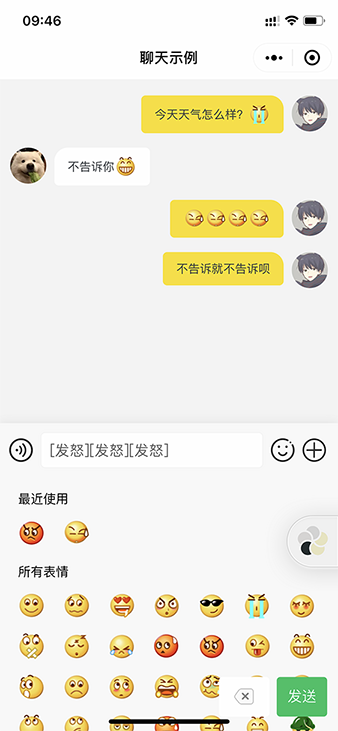 09:46
聊天示例
今天天气怎么样？
不告诉你
不告诉就不告诉呗
[发怒][发怒][发怒]
最近使用
所有表情
发送